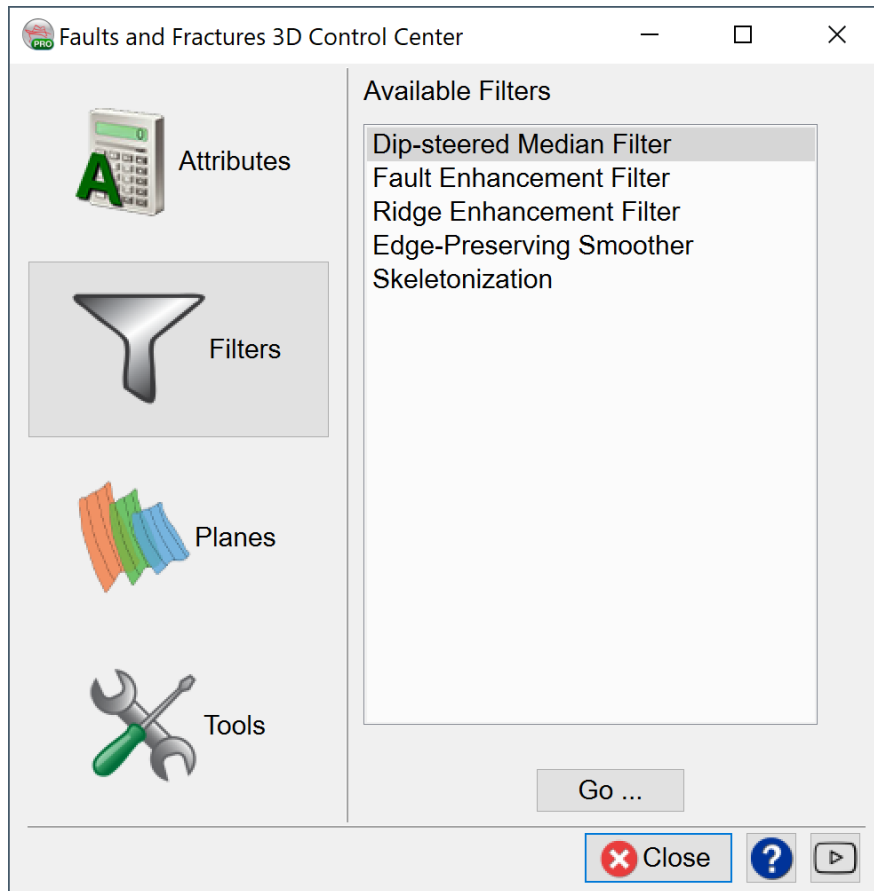 PRO Faults and Fractures 3D Control Center
Attributes
Filters
Planes
Tools
Available Filters
Dip-steered Median Filter
Fault Enhancement Filter
Ridge Enhancement Filter
Edge-Preserving Smoother
Skeletonization
Go ...
Close ?